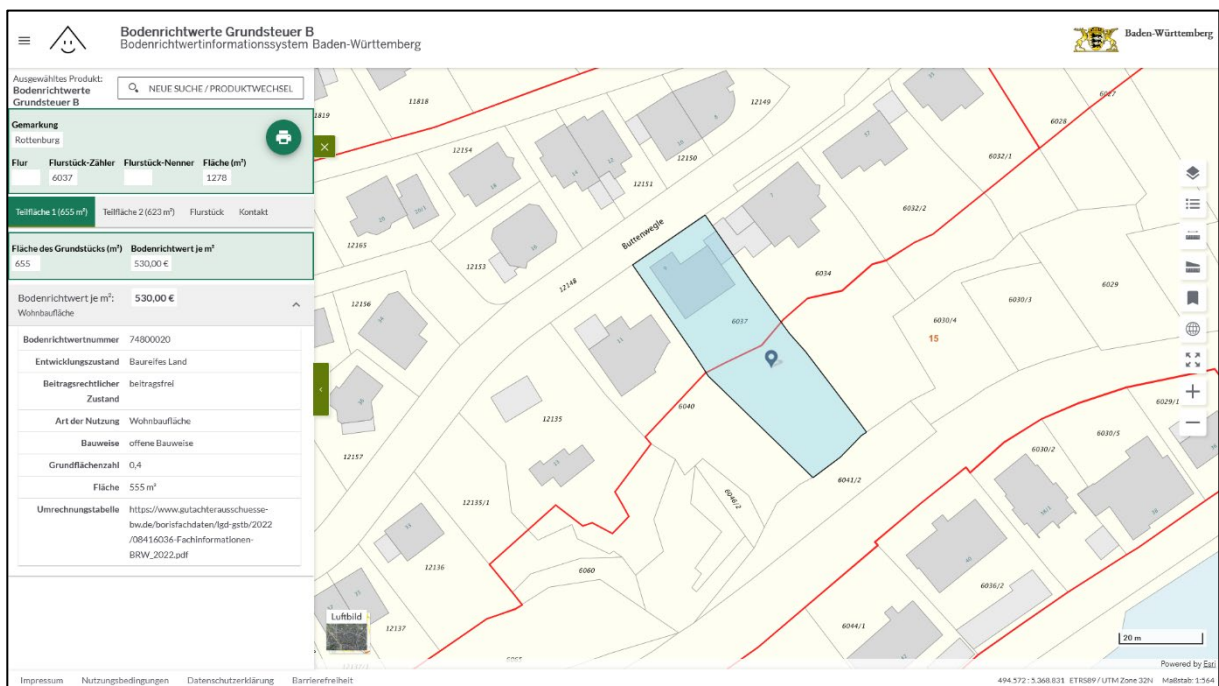 Bodenrichtwerte Grundsteuer B
Bodenrichtwertinformationssystem Baden-Württemberg
Baden-Württemberg
Ausgewähltes Produkt:
Bodenrichtwerte
Grundsteuer B
NEUE SUCHE / PRODUKTWECHSEL
Gemarkung
Rottenburg
Flur Flurstück-Zähler Flurstück-Nenner Fläche (m²)
6037 1278
Teilfläche 1 (655 m²) Teilfläche 2 (623 m²) Flurstück Kontakt
Fläche des Grundstücks (m²) Bodenrichtwert je m²
655 530,00 €
Bodenrichtwert je m²: 530,00 €
Wohnbaufläche
Bodenrichtwertnummer 74800020
Entwicklungszustand Baureifes Land
Beitragsrechtlicher beitragsfrei
Zustand
Art der Nutzung Wohnbaufläche
Bauweise offene Bauweise
Grundflächenzahl 0,4
Fläche 555 m²
Umrechnungstabelle https://www.gutachterausschuesse-
bw.de/borisfachdaten/lgd-gstb/2022
/08416036-Fachinformationen-
BRW_2022.pdf
1819
11818
12149
6027
6028
12154
12150
6032/1
12151
6032/2
Buttenwegle
12165
12153
12148
6034
6029
12156
6030/3
6037
6030/4
15
11
6040
6029/1
12135
6030/5
6030/2
12157
6041/2
6046/2
12135/1
12136
6060
6036/2
Luftbild
12137
6044/1
20 m
Powered by Esri
Impressum Nutzungsbedingungen Datenschutzerklärung Barrierefreiheit
494.572 : 5.368.831 ETRS89 / UTM Zone 32N Maßstab: 1:564